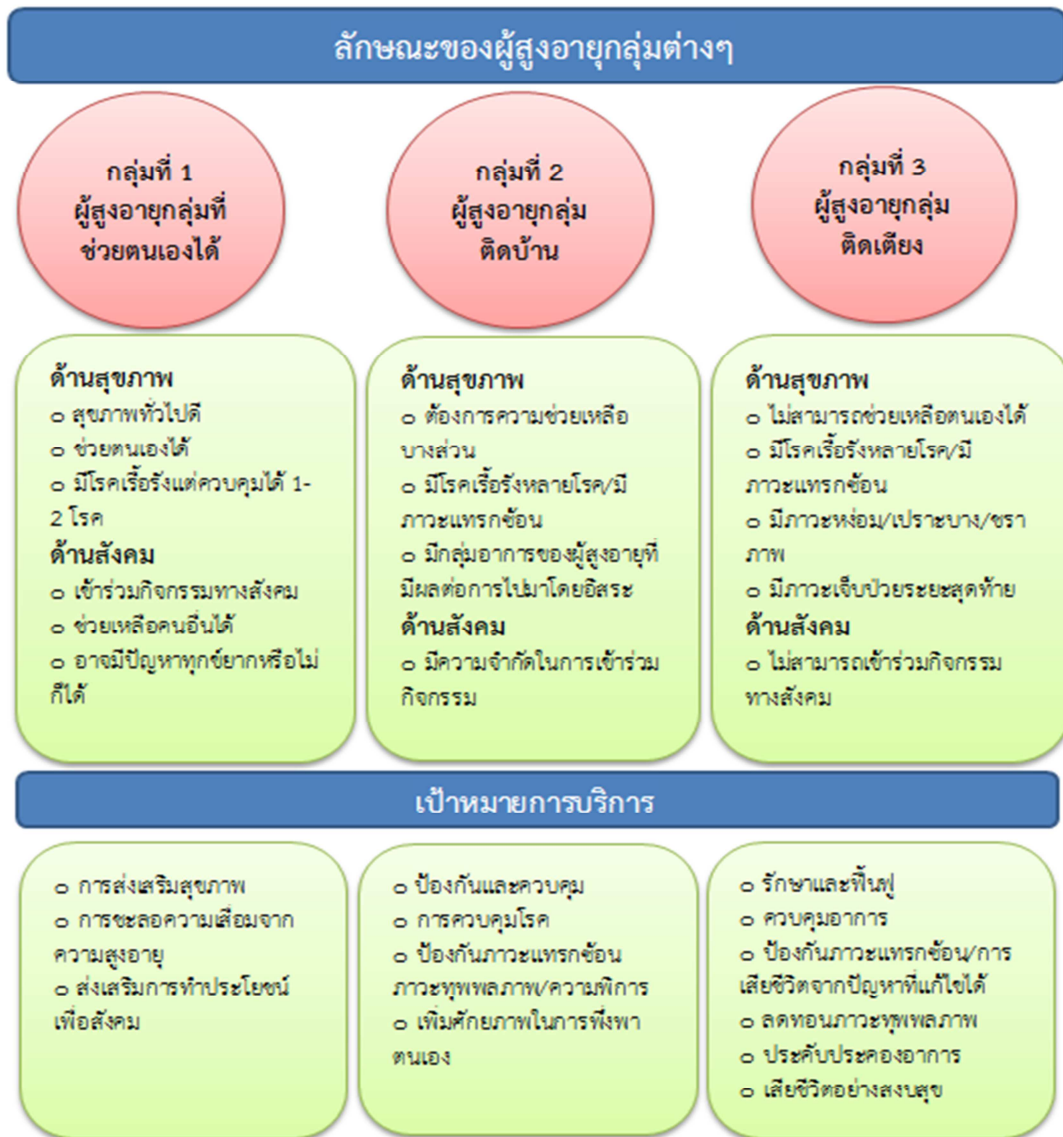 ลักษณะของผู้สูงอายุกลุ่มต่างๆ
กลุ่มที่ 1
ผู้สูงอายุกลุ่มที่
ช่วยตนเองได้
กลุ่มที่ 2
ผู้สูงอายุกลุ่ม
ติดบ้าน
กลุ่มที่ 3
ผู้สูงอายุกลุ่ม
ติดเตียง
ด้านสุขภาพ
o สุขภาพทั่วไปดี
o ช่วยตนเองได้
o มีโรคเรื้อรังแต่ควบคุมได้ 1-
2 โรค
ด้านสังคม
o เข้าร่วมกิจกรรมทางสังคม
o ช่วยเหลือคนอื่นได้
o อาจมีปัญหาทุกข์ยากหรือไม่
ก็ได้
ด้านสุขภาพ
o ต้องการความช่วยเหลือ
บางส่วน
o มีโรคเรื้อรังหลายโรค/มี
ภาวะแทรกซ้อน
o มีกลุ่มอาการของผู้สูงอายุที่
มีผลต่อการไปมาโดยอิสระ
ด้านสังคม
o มีความจำกัดในการเข้าร่วม
กิจกรรม
ด้านสุขภาพ
o ไม่สามารถช่วยเหลือตนเองได้
o มีโรคเรื้อรังหลายโรค/มี
ภาวะแทรกซ้อน
o มีภาวะหง่อม/เปราะบาง/ชรา
ภาพ
o มีภาวะเจ็บป่วยระยะสุดท้าย
ด้านสังคม
o ไม่สามารถเข้าร่วมกิจกรรม
ทางสังคม
เป้าหมายการบริการ
o การส่งเสริมสุขภาพ
o การชะลอความเสื่อมจาก
ความสูงอายุ
o ส่งเสริมการทำประโยชน์
เพื่อสังคม
o ป้องกันและควบคุม
o การควบคุมโรค
o ป้องกันภาวะแทรกซ้อน
ภาวะทุพพลภาพ/ความพิการ
o เพิ่มศักยภาพในการพึ่งพา
ตนเอง
o รักษาและฟื้นฟู
o ควบคุมอาการ
o ป้องกันภาวะแทรกซ้อน/การ
เสียชีวิตจากปัญหาที่แก้ไขได้
o ลดทอนภาวะทุพพลภาพ
o ประคับประคองอาการ
o เสียชีวิตอย่างสงบสุข